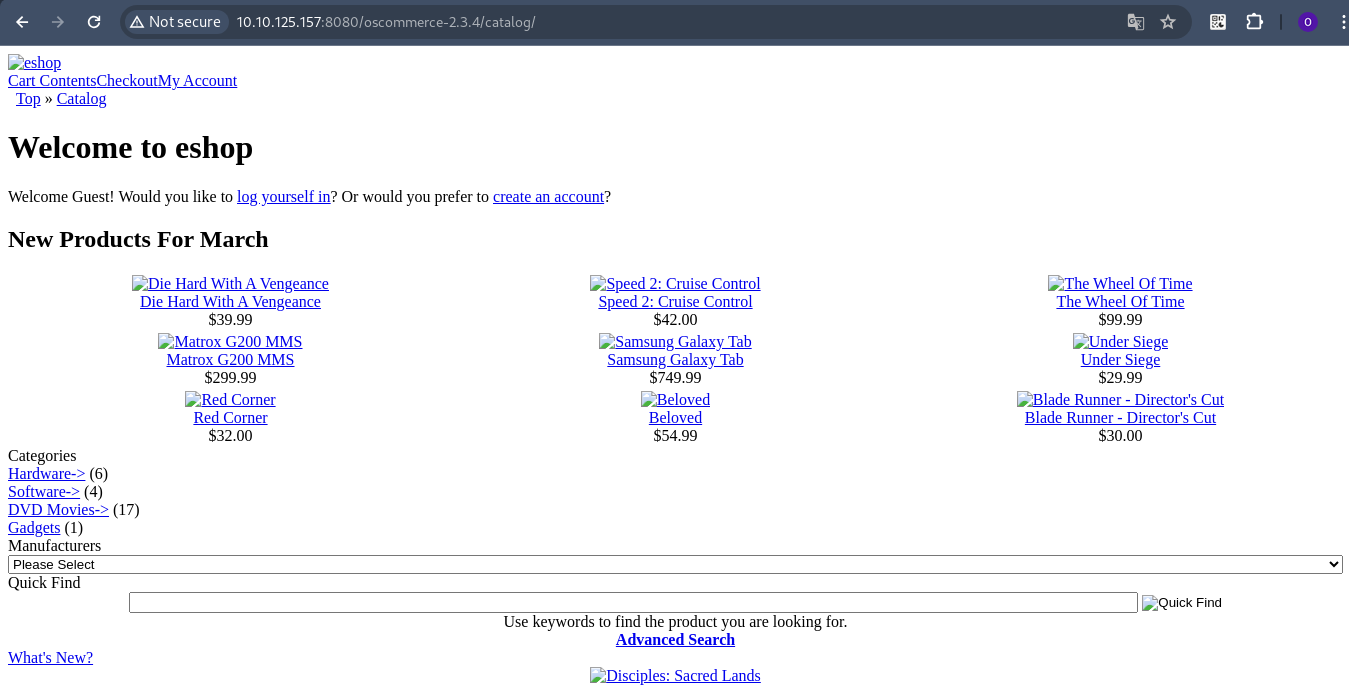 Not secure 10.10.125.157:8080/oscommerce-2.3.4/catalog/ O
eshop
Cart ContentsCheckoutMy Account
Top » Catalog
Welcome to eshop
Welcome Guest! Would you like to log yourself in? Or would you prefer to create an account?
New Products For March
Die Hard With A Vengeance Speed 2: Cruise Control The Wheel Of Time
Die Hard With A Vengeance Speed 2: Cruise Control The Wheel Of Time
$39.99 $42.00 $99.99
Matrox G200 MMS Samsung Galaxy Tab Under Siege
Matrox G200 MMS Samsung Galaxy Tab Under Siege
$299.99 $749.99 $29.99
Red Corner Beloved Blade Runner - Director's Cut
Red Corner Beloved Blade Runner - Director's Cut
$32.00 $54.99 $30.00
Categories
Hardware-> (6)
Software-> (4)
DVD Movies-> (17)
Gadgets (1)
Manufacturers
Please Select
Quick Find
Quick Find
Use keywords to find the product you are looking for.
Advanced Search
What's New?
Disciples: Sacred Lands